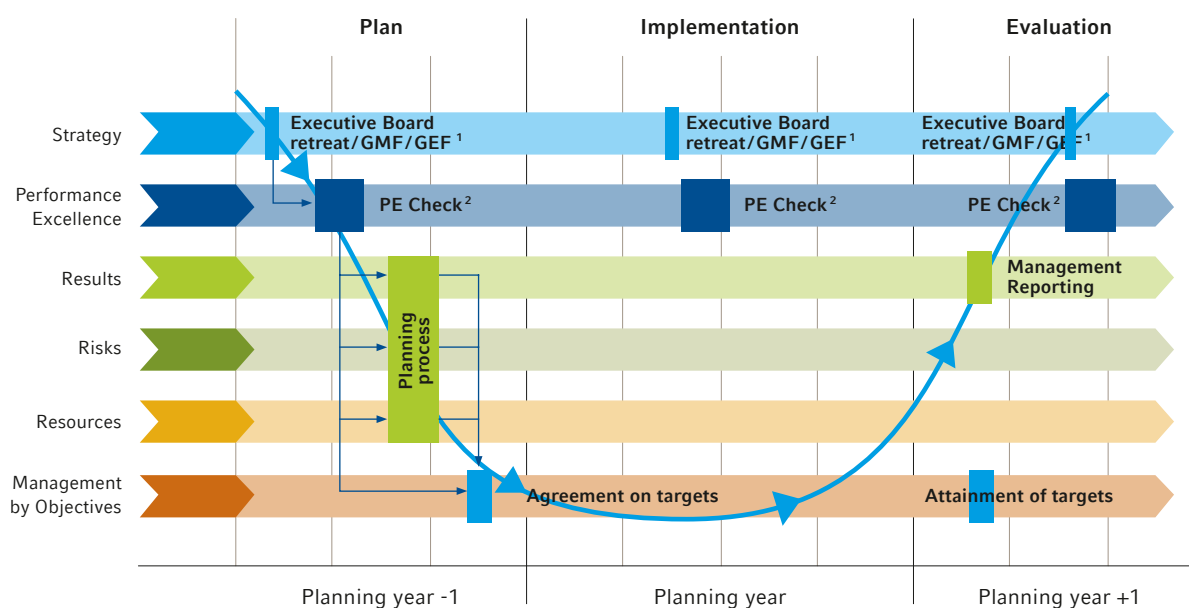 Plan
Implementation
Evaluation
Strategy
Executive Board
retreat/GMF/GEF ¹
Executive Board
retreat/GMF/GEF ¹
Executive Board
retreat/GMF/GEF ¹
Performance
Excellence
PE Check ²
PE Check ²
PE Check ²
Results
Management
Reporting
Risks
Planning
process
Resources
Management
by Objectives
Agreement on targets
Attainment of targets
Planning year -1
Planning year
Planning year +1